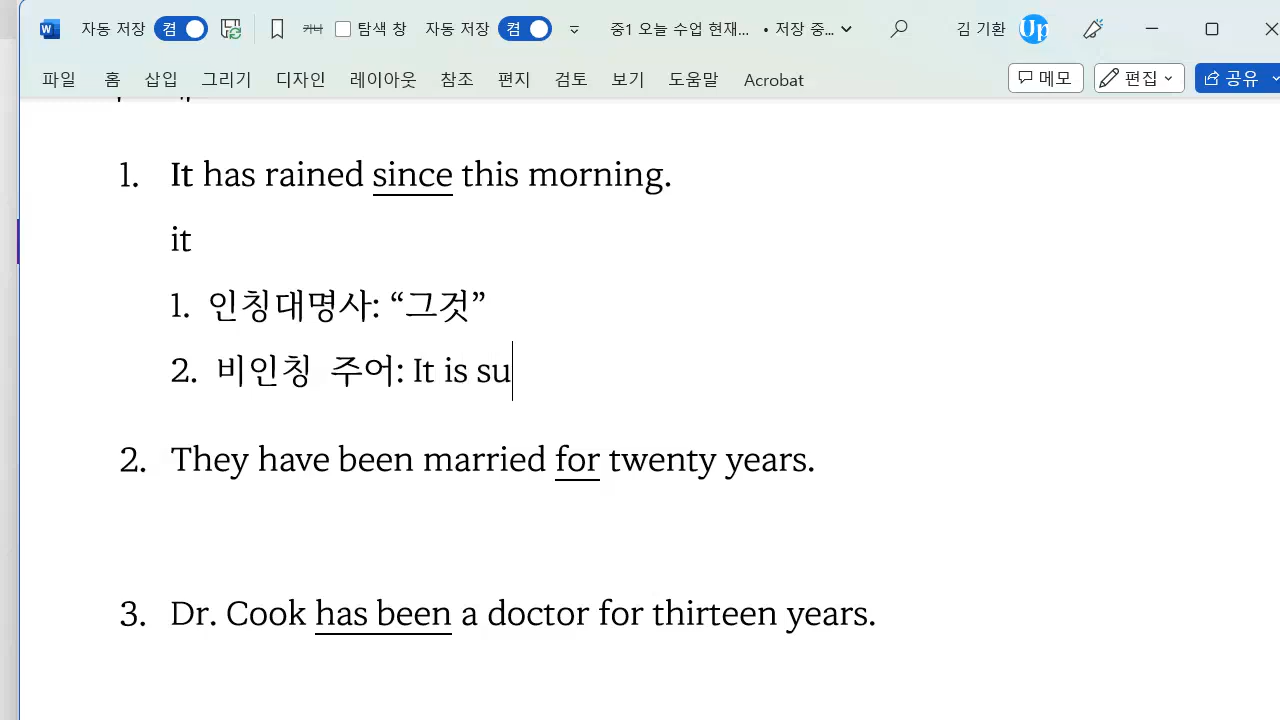 자동 저장 켬 가나 탐색 창 자동 저장 켬 중1 오늘 수업 현재... • 저장 중... 김 기환 Up
파일 홈 삽입 그리기 디자인 레이아웃 참조 편지 검토 보기 도움말 Acrobat 메모 편집 공유
1. It has rained since this morning.
it
1. 인칭대명사: “그것”
2. 비인칭 주어: It is su
2. They have been married for twenty years.
3. Dr. Cook has been a doctor for thirteen years.